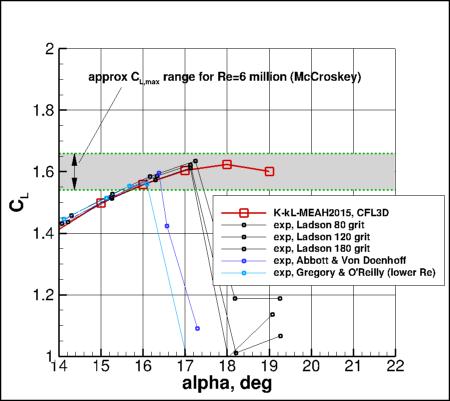 2
approx CL,max range for Re=6 million (McCroskey)
1.8
1.6
CL
K-kL-MEAH2015, CFL3D
exp, Ladson 80 grit
1.4
exp, Ladson 120 grit
exp, Ladson 180 grit
exp, Abbott & Von Doenhoff
exp, Gregory & O'Reilly (lower Re)
1.2
1
14 15 16 17 18 19 20 21 22
alpha, deg